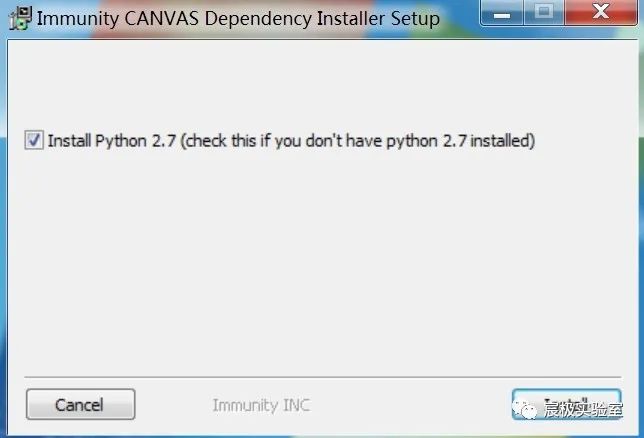 Immunity CANVAS Dependency Installer Setup
Install Python 2.7 (check this if you don't have python 2.7 installed)
Cancel
Immunity INC
Install
宸极实验室